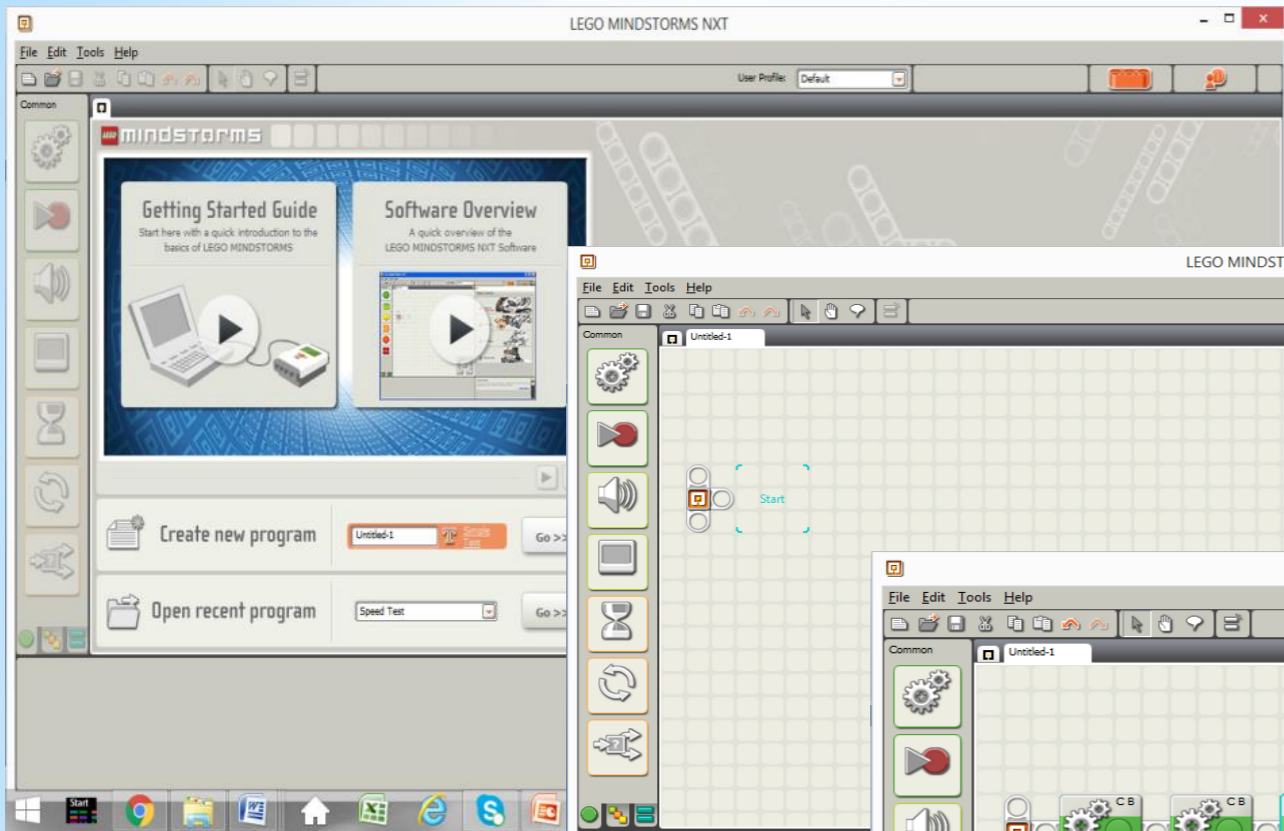 LEGO MINDSTORMS NXT
File Edit Tools Help
User Profile: Default
Common
LEGO mindstorms
Getting Started Guide
Start here with a quick introduction to the
basics of LEGO MINDSTORMS
Software Overview
A quick overview of the
LEGO MINDSTORMS NXT Software
Create new program
Untitled-1
Go >>
Open recent program
Speed Test
Go >>
Start
LEGO MINDST
File Edit Tools Help
Common
Untitled-1
Start
File Edit Tools Help
Common
Untitled-1
C B
C B